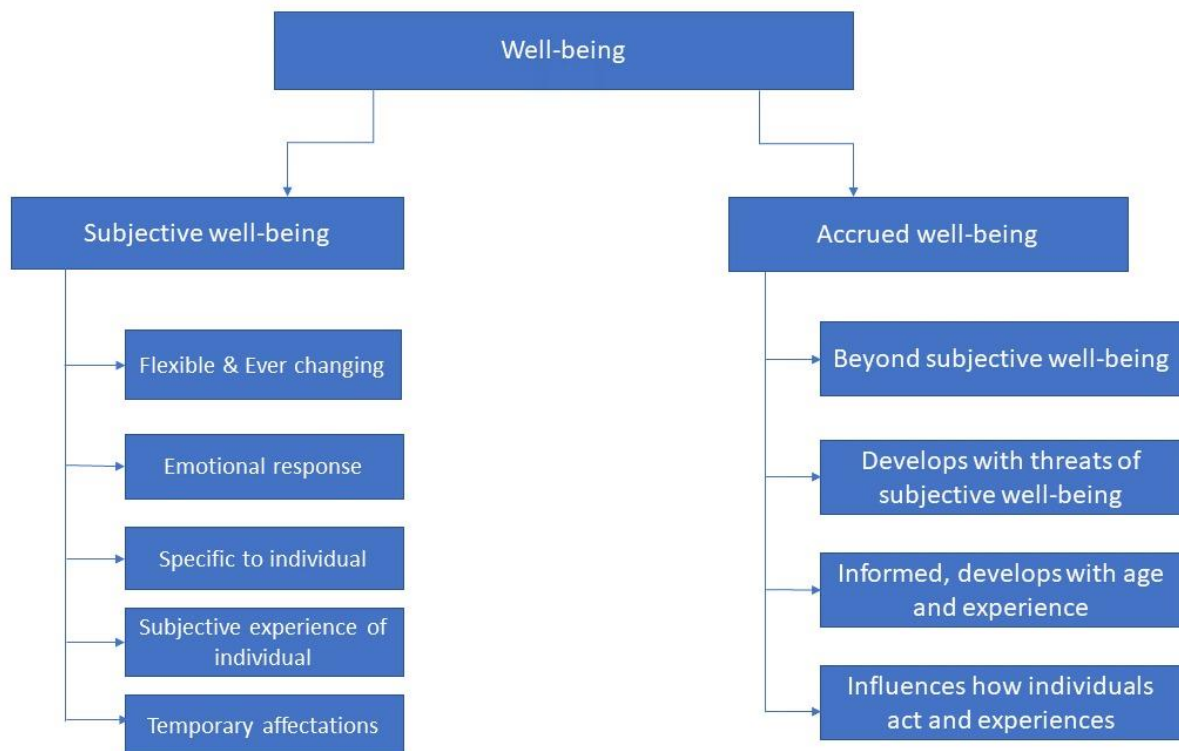 Well-being
Subjective well-being
Flexible & Ever changing
Emotional response
Specific to individual
Subjective experience of
individual
Temporary affectations
Accrued well-being
Beyond subjective well-being
Develops with threats of
subjective well-being
Informed, develops with age
and experience
Influences how individuals
act and experiences